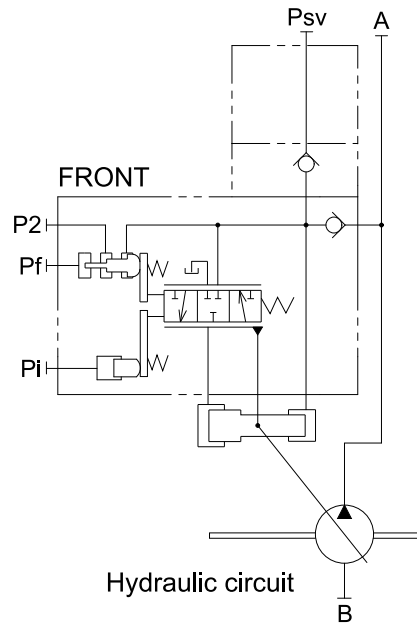 Psv
A
FRONT
P2
Pf
Pi
Hydraulic circuit
B